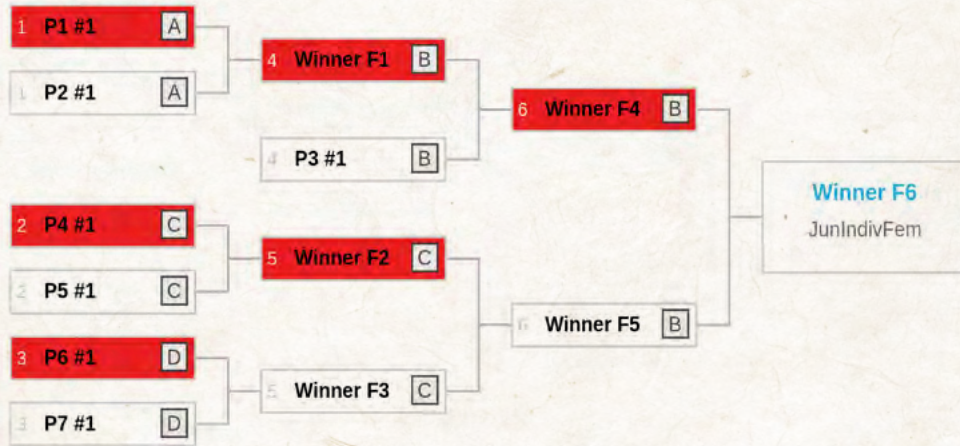 1 P1 #1 A
1 P2 #1 A
4 Winner F1 B
4 P3 #1 B
2 P4 #1 C
2 P5 #1 C
5 Winner F2 C
3 P6 #1 D
3 P7 #1 D
5 Winner F3 C
6 Winner F4 B
6 Winner F5 B
Winner F6
JunIndivFem